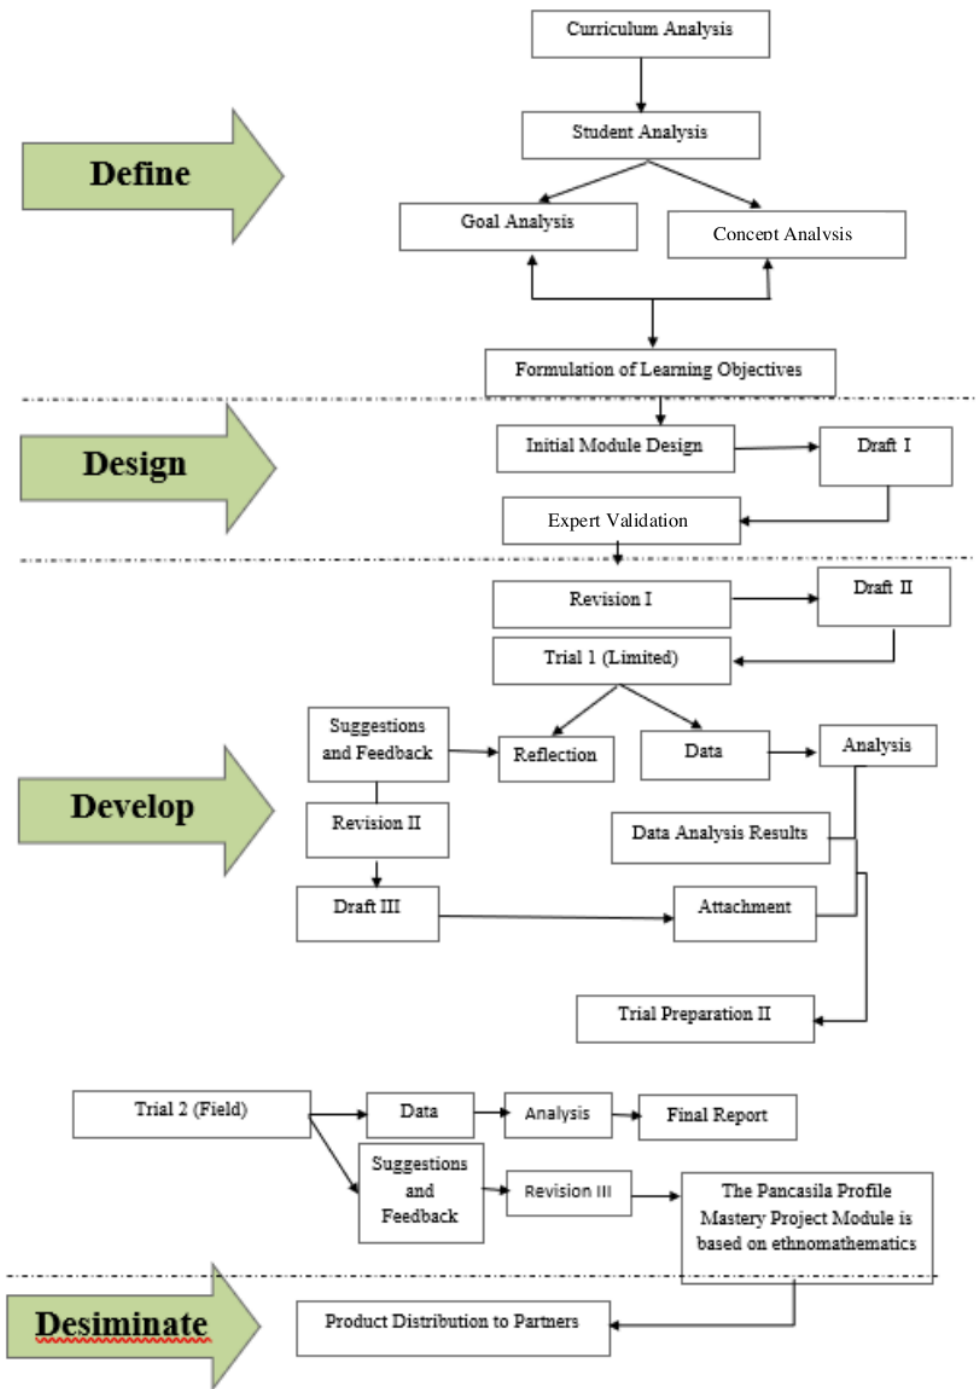 Curriculum Analysis
Student Analysis
Define
Goal Analysis
Concept Analysis
Formulation of Learning Objectives
Design
Initial Module Design
Draft I
Expert Validation
Revision I
Draft II
Trial 1 (Limited)
Suggestions
and Feedback
Reflection
Data
Analysis
Develop
Revision II
Data Analysis Results
Draft III
Attachment
Trial Preparation II
Trial 2 (Field)
Data
Analysis
Final Report
Suggestions
and
Feedback
Revision III
The Pancasila Profile
Mastery Project Module is
based on ethnomathematics
Desiminate
Product Distribution to Partners